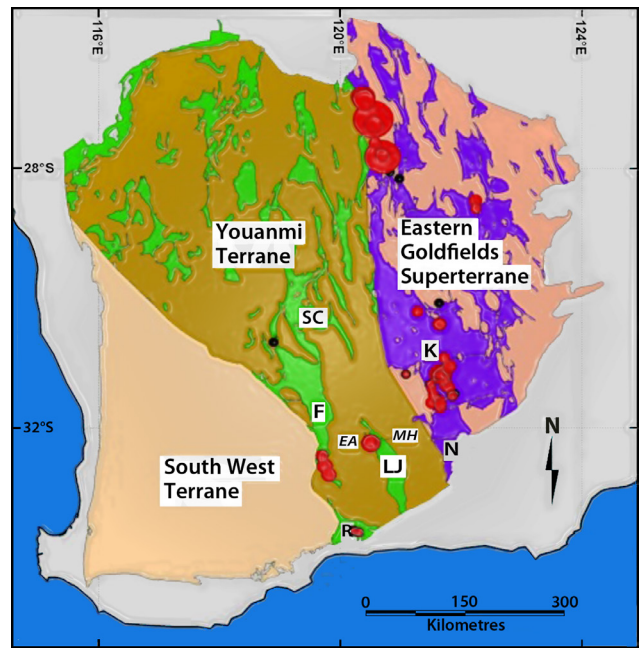 116°E
120°E
124°E
28°S
Youanmi
Terrane
Eastern
Goldfields
Superterrane
SC
K
F
32°S
EA
MH
N
N
LJ
South West
Terrane
R
0 150 300
Kilometres